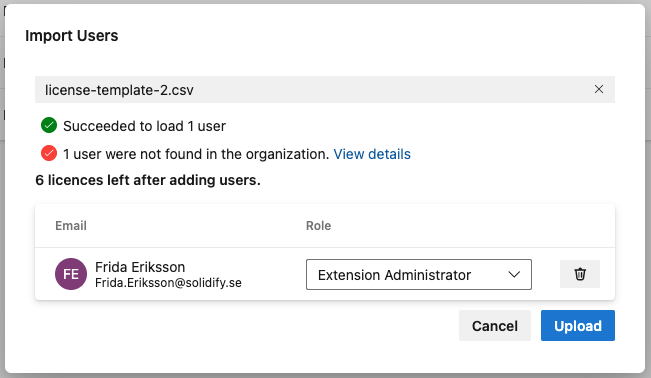 Import Users
license-template-2.csv
Succeeded to load 1 user
1 user were not found in the organization. View details
6 licences left after adding users.
Email Role
FE Frida Eriksson
Frida.Eriksson@solidify.se
Extension Administrator
Cancel Upload